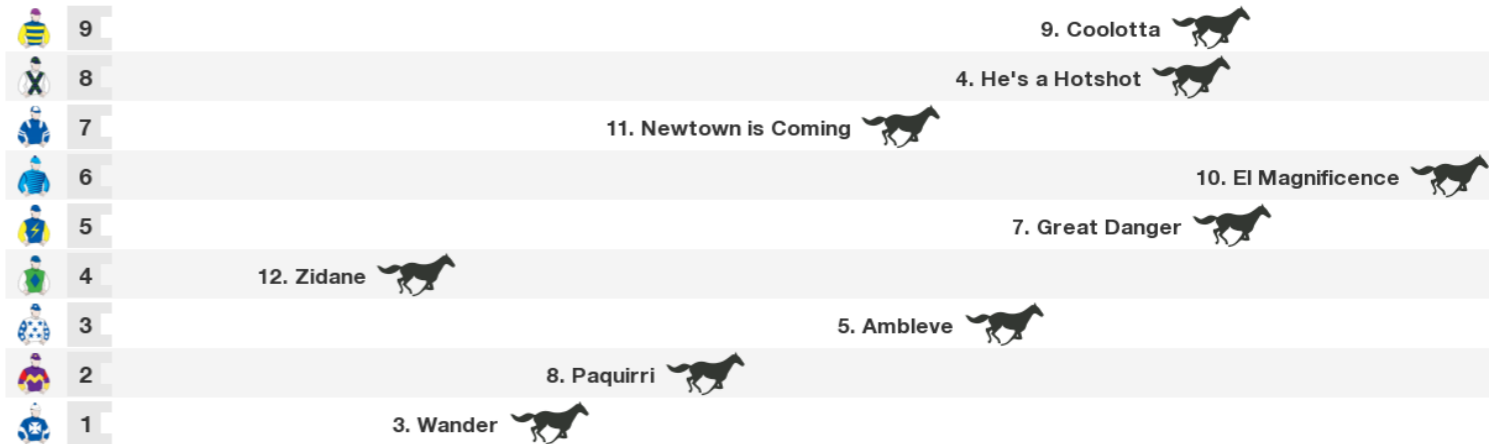 9 9. Coolotta
8 4. He's a Hotshot
7 11. Newtown is Coming
6 10. El Magnificence
5 7. Great Danger
4 12. Zidane
3 5. Ambleve
2 8. Paquirri
1 3. Wander